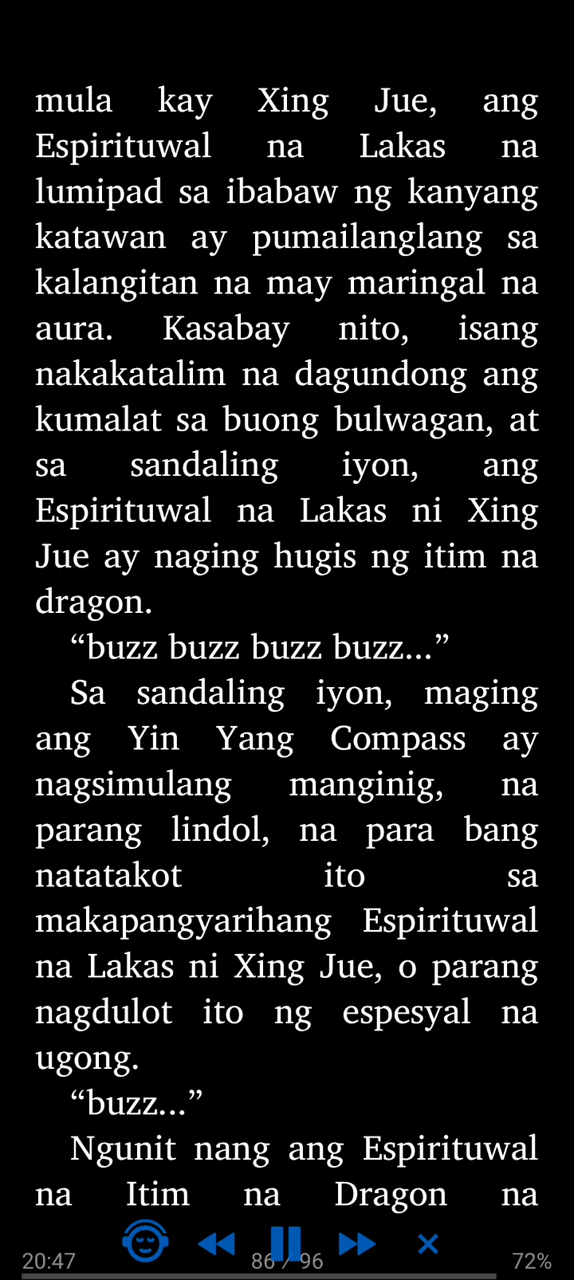 mula kay Xing Jue, ang
Espirituwal na Lakas na
lumipad sa ibabaw ng kanyang
katawan ay pumailanglang sa
kalangitan na may maringal na
aura. Kasabay nito, isang
nakakatalim na dagundong ang
kumalat sa buong bulwagan, at
sa sandaling iyon, ang
Espirituwal na Lakas ni Xing
Jue ay naging hugis ng itim na
dragon.
“buzz buzz buzz buzz...”
Sa sandaling iyon, maging
ang Yin Yang Compass ay
nagsimulang manginig, na
parang lindol, na para bang
natatakot ito sa
makapangyarihang Espirituwal
na Lakas ni Xing Jue, o parang
nagdulot ito ng espesyal na
ugong.
“buzz...”
Ngunit nang ang Espirituwal
na Itim na Dragon na
20:47 86 / 96 72%